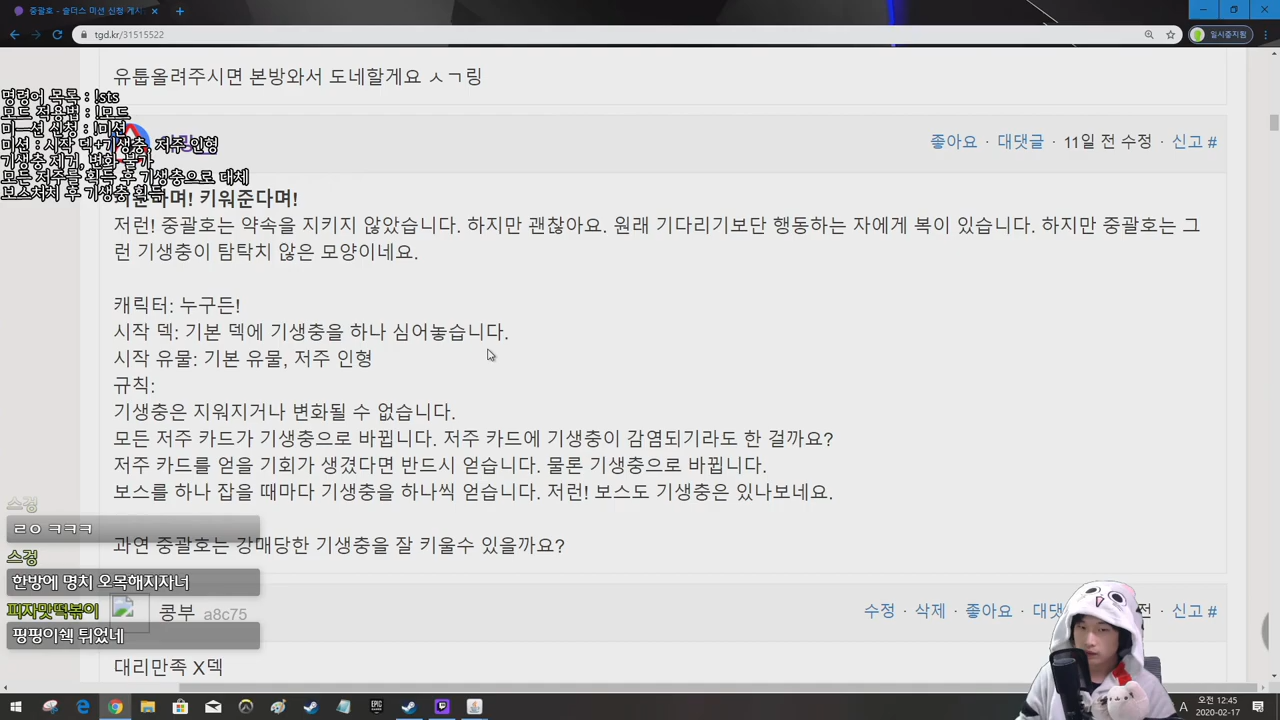 중괄호 - 슬더스 미션 신청 게시
tgd.kr/31515522
일시중지됨
유튭올려주시면 본방와서 도네할게요 ㅅㄱ링
명령어 목록 : !sts
모드 적용법 : !모드
미션 신청 : !미션
미션 : 시작 덱+기생충, 저주 인형
기생충 제거, 변화 불가
모든 저주를 획득 후 기생충으로 대체
보스처치 후 기생충 획득
좋아요 · 대댓글 · 11일 전 수정 · 신고 #
키워준다며!
저런! 중괄호는 약속을 지키지 않았습니다. 하지만 괜찮아요. 원래 기다리기보단 행동하는 자에게 복이 있습니다. 하지만 중괄호는 그
런 기생충이 탐탁치 않은 모양이네요.
캐릭터: 누구든!
시작 덱: 기본 덱에 기생충을 하나 심어놓습니다.
시작 유물: 기본 유물, 저주 인형
규칙:
기생충은 지워지거나 변화될 수 없습니다.
모든 저주 카드가 기생충으로 바뀝니다. 저주 카드에 기생충이 감염되기라도 한 걸까요?
저주 카드를 얻을 기회가 생겼다면 반드시 얻습니다. 물론 기생충으로 바뀝니다.
보스를 하나 잡을 때마다 기생충을 하나씩 얻습니다. 저런! 보스도 기생충은 있나보네요.
과연 중괄호는 강매당한 기생충을 잘 키울수 있을까요?
스겅
ㄹㅇ ㅋㅋㅋ
스겅
한방에 명치 오목해지자너
피자맛떡볶이
핑핑이쉑 튀었네
콩부 a8c75
수정 · 삭제 · 좋아요 · 대댓 전 · 신고 #
대리만족 X덱
EPIC
A
오전 12:45
2020-02-17